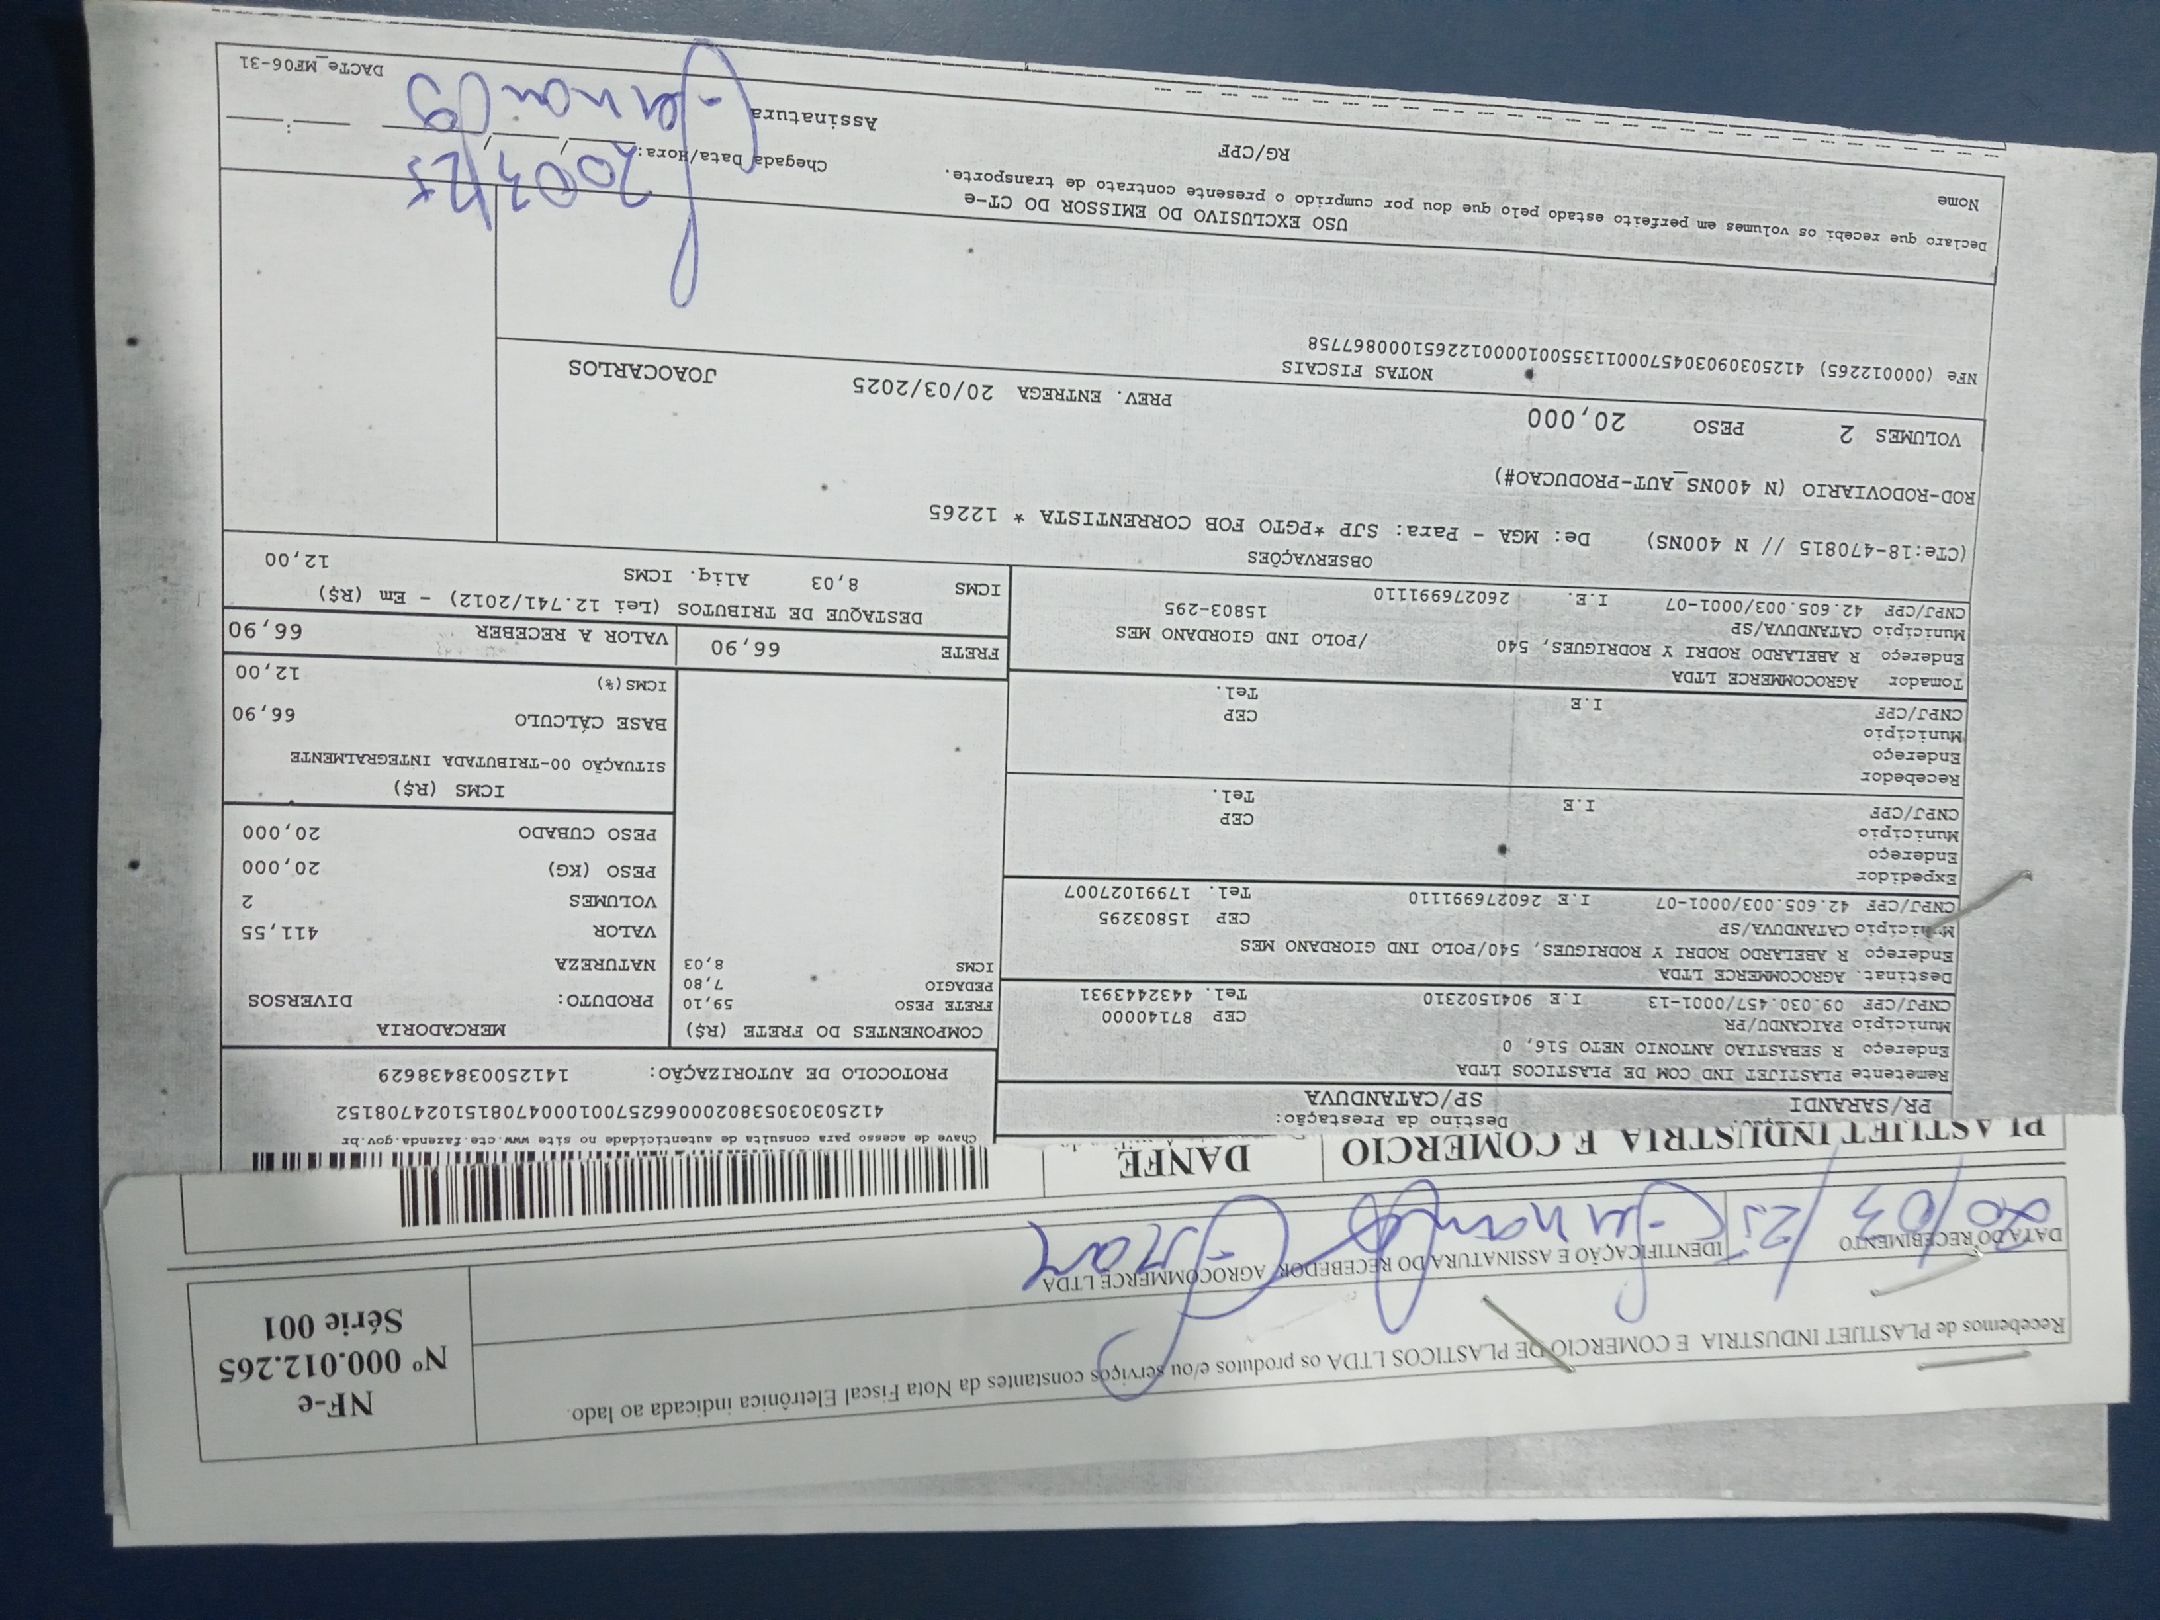 Recebemos de PLASTIJET INDUSTRIA E COMERCIO DE PLASTICOS LTDA os produtos e/ou serviços constantes da Nota Fiscal Eletrônica indicada ao lado.
NF-e
Nº 000.012.265
Série 001
DATA DO RECEBIMENTO
20/03/25
IDENTIFICAÇÃO E ASSINATURA DO RECEBEDOR AGROCOMMERCE LTDA
PLASTIJET INDUSTRIA E COMERCIO
DANFE
Chave de acesso para consulta de autenticidade no site www.cte.fazenda.gov.br
41250303053802000662570010004708151024708152
PROTOCOLO DE AUTORIZAÇÃO: 141250038438629
Destino da Prestação:
PR/SARANDI SP/CATANDUVA
Remetente PLASTIJET IND COM DE PLASTICOS LTDA
Endereço R SEBASTIAO ANTONIO NETO 516, 0
Municipio PAICANDU/PR CEP 87140000
CNPJ/CPF 09.030.457/0001-13 I.E 9041502310 Tel. 4432443931
Destinat. AGROCOMMERCE LTDA
Endereço R ABELARDO RODRI Y RODRIGUES, 540/POLO IND GIORDANO MES
Municipio CATANDUVA/SP CEP 15803295
CNPJ/CPF 42.605.003/0001-07 I.E 260276991110 Tel. 17991027007
Expedidor
Endereço
Municipio CEP
CNPJ/CPF I.E Tel.
Recebedor
Endereço
Municipio CEP
CNPJ/CPF I.E Tel.
Tomador AGROCOMMERCE LTDA
Endereço R ABELARDO RODRI Y RODRIGUES, 540 /POLO IND GIORDANO MES
Municipio CATANDUVA/SP 15803-295
CNPJ/CPF 42.605.003/0001-07 I.E. 260276991110
COMPONENTES DO FRETE (R$)
FRETE PESO 59,10
PEDAGIO 7,80
ICMS 8,03
MERCADORIA
PRODUTO: DIVERSOS
NATUREZA
VALOR 411,55
VOLUMES 2
PESO (KG) 20,000
PESO CUBADO 20,000
ICMS (R$)
SITUAÇÃO 00-TRIBUTADA INTEGRALMENTE
BASE CÁLCULO 66,90
ICMS(%) 12,00
FRETE 66,90 VALOR A RECEBER 66,90
DESTAQUE DE TRIBUTOS (Lei 12.741/2012) - Em (R$)
ICMS 8,03 Aliq. ICMS 12,00
OBSERVAÇÕES
(CTe:18-470815 // N 400NS) De: MGA - Para: SJP *PGTO FOB CORRENTISTA * 12265
ROD-RODOVIARIO (N 400NS_AUT-PRODUCAO#)
VOLUMES 2 PESO 20,000 PREV. ENTREGA 20/03/2025 JOAOCARLOS
NOTAS FISCAIS
NFe (000012265) 41250309030457000113550010000122651000867758
USO EXCLUSIVO DO EMISSOR DO CT-e
Declaro que recebi os volumes em perfeito estado pelo que dou por cumprido o presente contrato de transporte.
Nome RG/CPF
Chegada Data/Hora: 20/03/25
Assinatura
DACTe_MF06-31